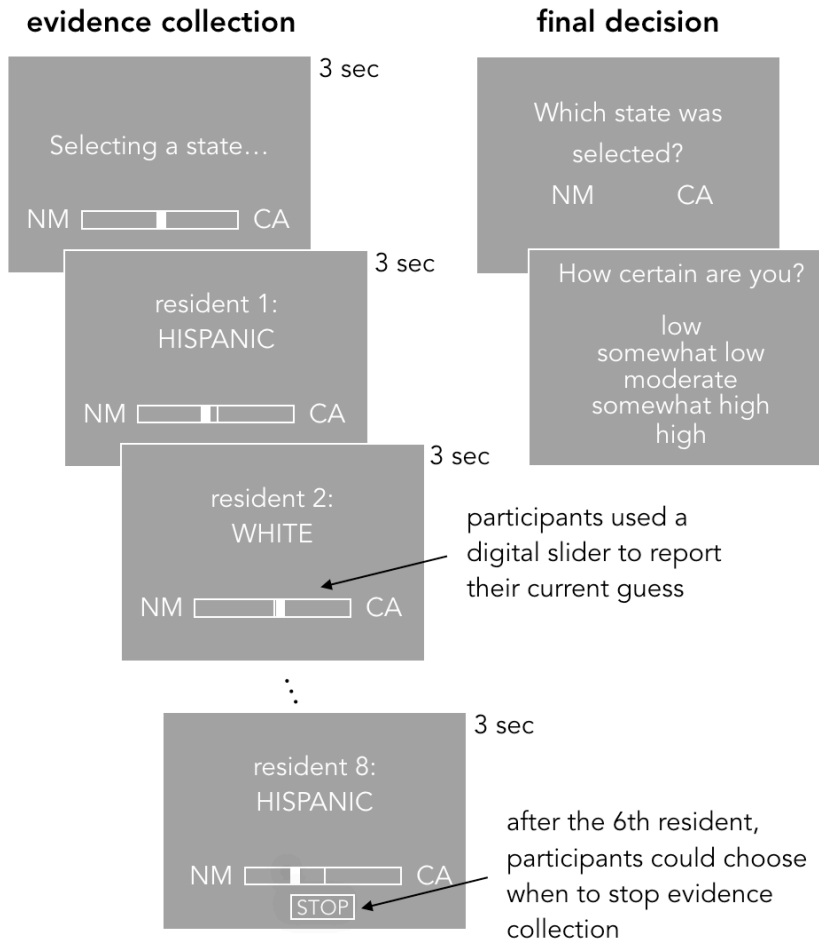 evidence collection
3 sec
Selecting a state...
NM CA
3 sec
resident 1:
HISPANIC
NM CA
3 sec
resident 2:
WHITE
NM CA
participants used a
digital slider to report
their current guess
3 sec
resident 8:
HISPANIC
NM CA
STOP
after the 6th resident,
participants could choose
when to stop evidence
collection
final decision
Which state was
selected?
NM CA
How certain are you?
low
somewhat low
moderate
somewhat high
high